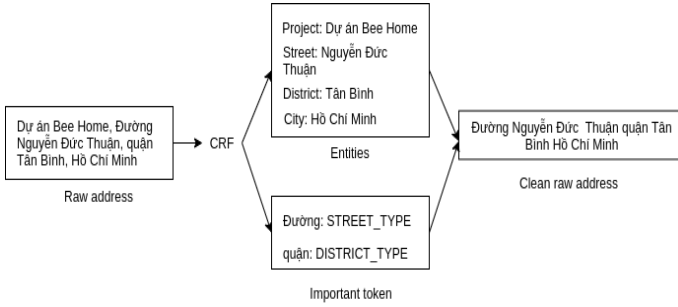 Dự án Bee Home, Đường
Nguyễn Đức Thuận, quận
Tân Bình, Hồ Chí Minh
Raw address
CRF
Project: Dự án Bee Home
Street: Nguyễn Đức
Thuận
District: Tân Bình
City: Hồ Chí Minh
Entities
Đường: STREET_TYPE
quận: DISTRICT_TYPE
Important token
Đường Nguyễn Đức Thuận quận Tân
Bình Hồ Chí Minh
Clean raw address